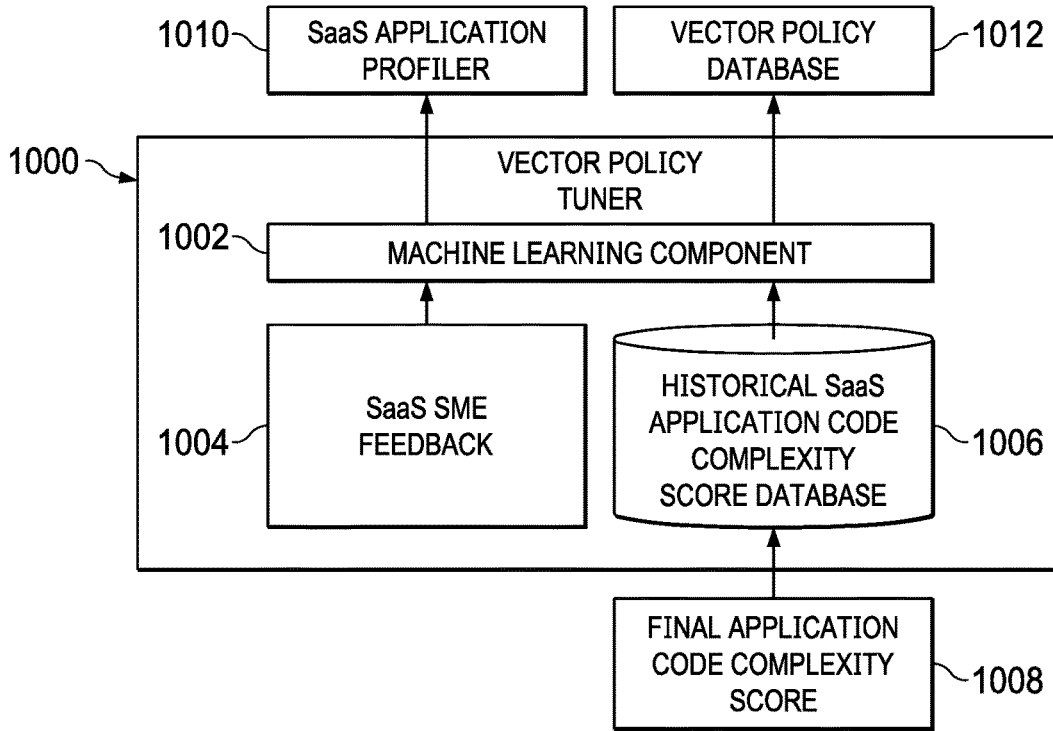 1010
SaaS APPLICATION
PROFILER
VECTOR POLICY
DATABASE
1012
1000
VECTOR POLICY
TUNER
1002
MACHINE LEARNING COMPONENT
1004
SaaS SME
FEEDBACK
HISTORICAL SaaS
APPLICATION CODE
COMPLEXITY
SCORE DATABASE
1006
FINAL APPLICATION
CODE COMPLEXITY
SCORE
1008